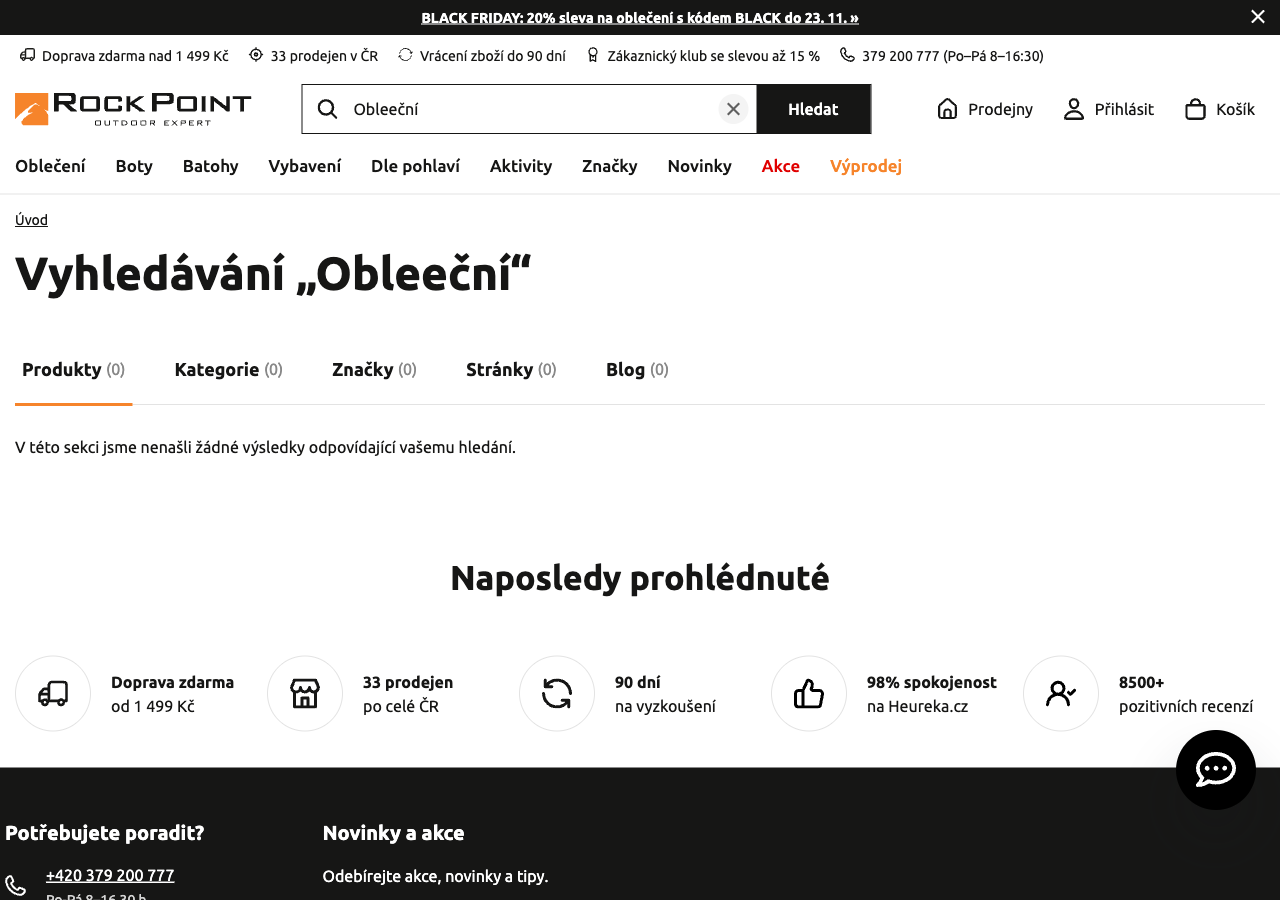 BLACK FRIDAY: 20% sleva na oblečení s kódem BLACK do 23. 11. »
Doprava zdarma nad 1 499 Kč 33 prodejen v ČR Vrácení zboží do 90 dní Zákaznický klub se slevou až 15 % 379 200 777 (Po–Pá 8–16:30)
ROCK POINT
OUTDOOR EXPERT
Obleeční Hledat Prodejny Přihlásit Košík
Oblečení Boty Batohy Vybavení Dle pohlaví Aktivity Značky Novinky Akce Výprodej
Úvod
Vyhledávání „Obleeční“
Produkty (0) Kategorie (0) Značky (0) Stránky (0) Blog (0)
V této sekci jsme nenašli žádné výsledky odpovídající vašemu hledání.
Naposledy prohlédnuté
Doprava zdarma 33 prodejen 90 dní 98% spokojenost 8500+
od 1 499 Kč po celé ČR na vyzkoušení na Heureka.cz pozitivních recenzí
Potřebujete poradit? Novinky a akce
+420 379 200 777 Odebírejte akce, novinky a tipy.
Po-Pá 8–16.30 h